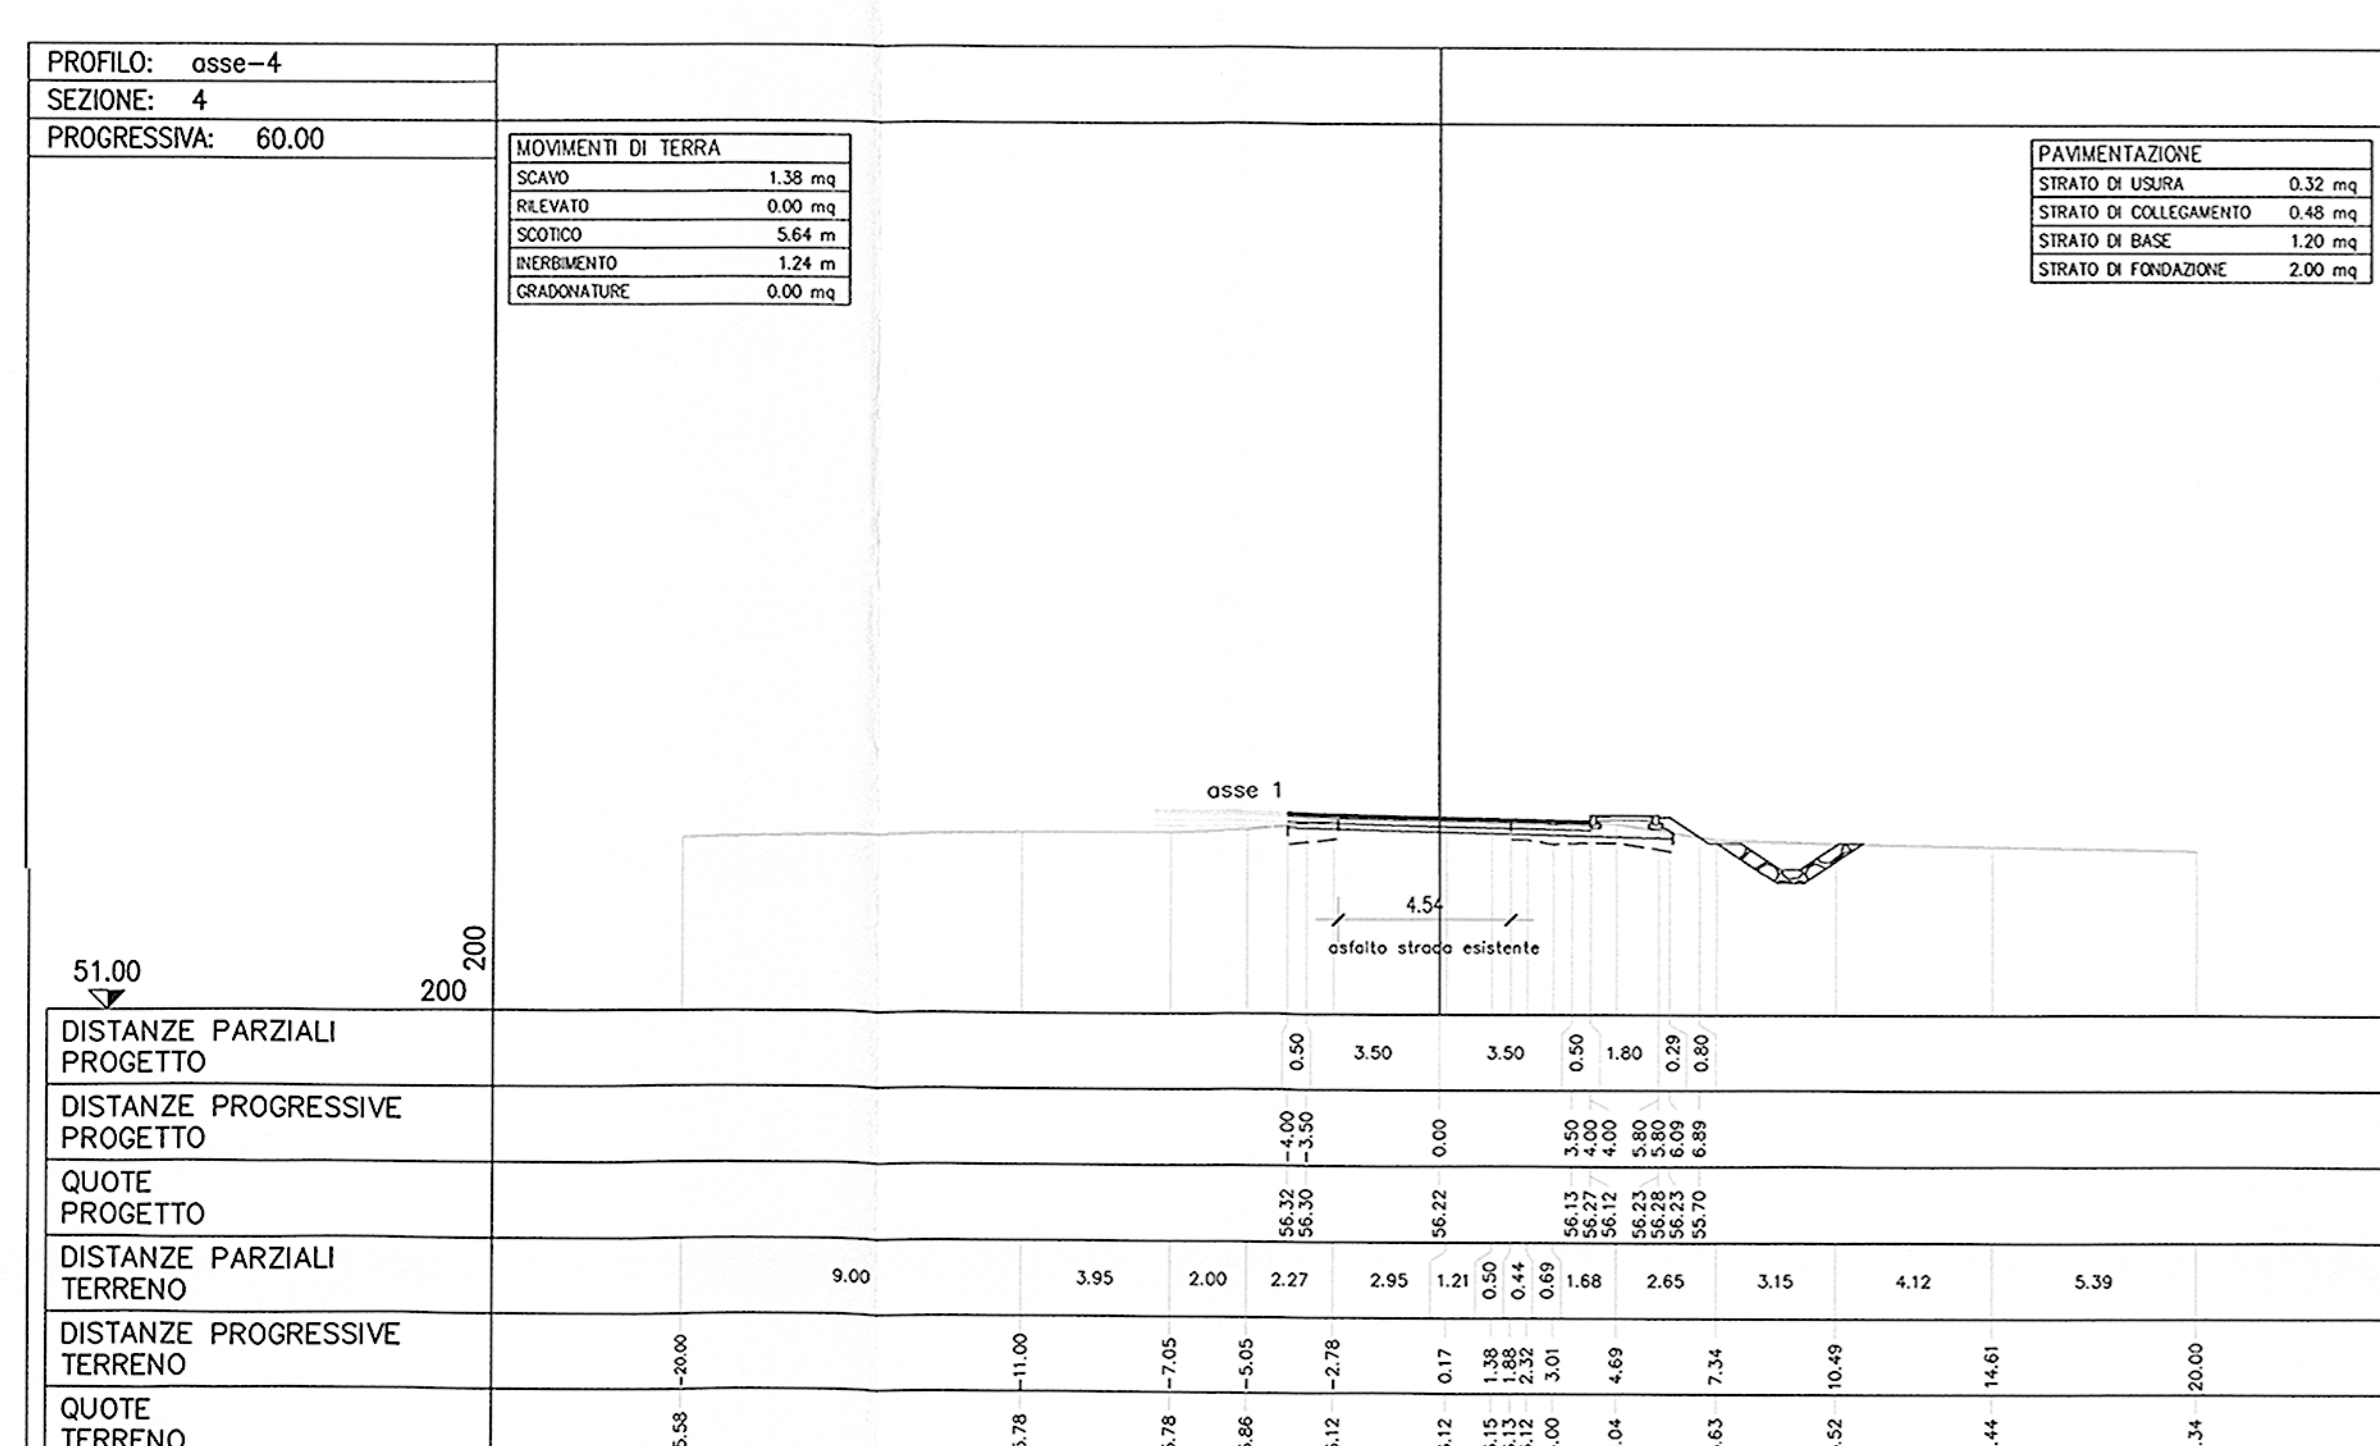 PROFILO: asse-4
SEZIONE: 4
PROGRESSIVA: 60.00
MOVIMENTI DI TERRA
SCAVO 1.38 mq
RILEVATO 0.00 mq
SCOTICO 5.64 m
INERBIMENTO 1.24 m
GRADONATURE 0.00 mq
PAVIMENTAZIONE
STRATO DI USURA 0.32 mq
STRATO DI COLLEGAMENTO 0.48 mq
STRATO DI BASE 1.20 mq
STRATO DI FONDAZIONE 2.00 mq
asse 1
4.54
asfalto strada esistente
51.00
200
200
DISTANZE PARZIALI
PROGETTO
0.50 3.50 3.50 0.50 1.80 0.29 0.80
DISTANZE PROGRESSIVE
PROGETTO
-4.00 -3.50 0.00 3.50 4.00 4.00 5.80 5.80 6.09 6.89
QUOTE
PROGETTO
56.32 56.30 56.22 56.13 56.27 56.12 56.23 56.28 56.23 55.70
DISTANZE PARZIALI
TERRENO
9.00 3.95 2.00 2.27 2.95 1.21 0.50 0.44 0.69 1.68 2.65 3.15 4.12 5.39
DISTANZE PROGRESSIVE
TERRENO
-20.00 -11.00 -7.05 -5.05 -2.78 0.17 1.38 1.88 2.32 3.01 4.69 7.34 10.49 14.61 20.00
QUOTE
TERRENO